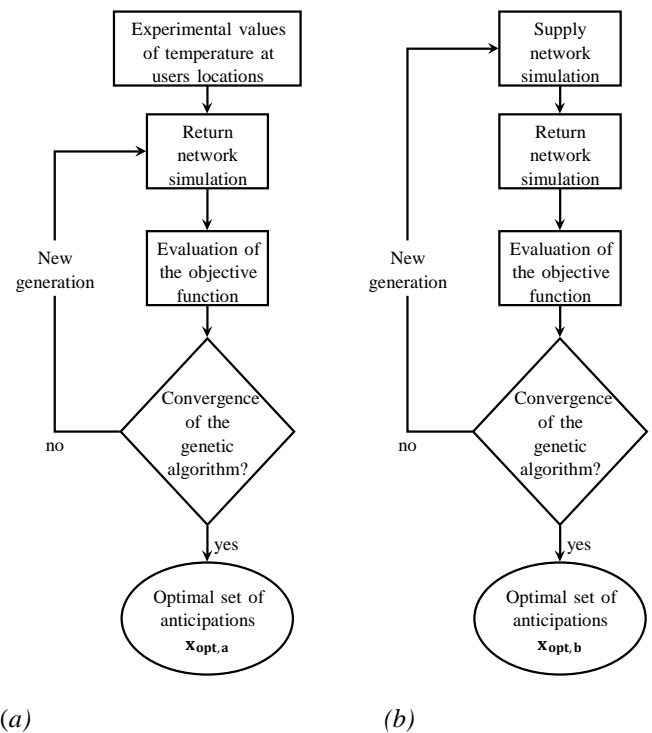 Experimental values
of temperature at
users locations
Return
network
simulation
Evaluation of
the objective
function
New
generation
Convergence
of the
genetic
algorithm?
no
yes
Optimal set of
anticipations
x_opt,a
(a)
Supply
network
simulation
Return
network
simulation
Evaluation of
the objective
function
New
generation
Convergence
of the
genetic
algorithm?
no
yes
Optimal set of
anticipations
x_opt,b
(b)